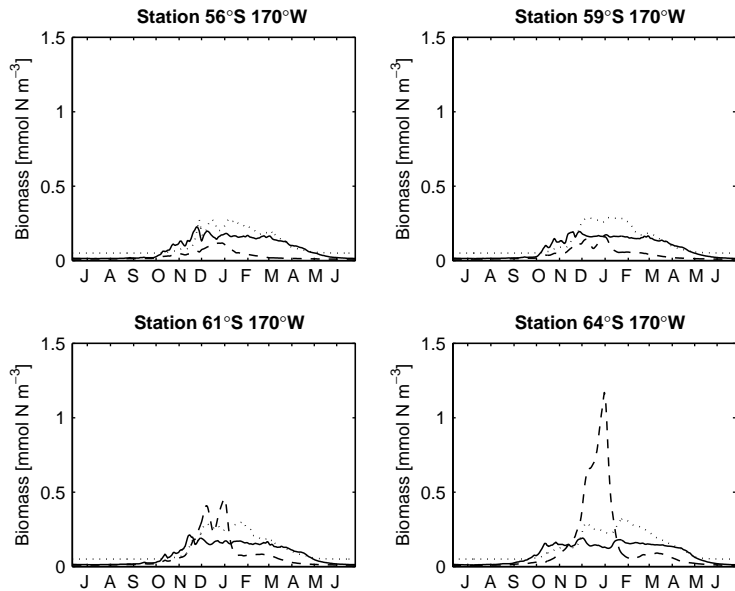 Station 56°S 170°W
Biomass [mmol N m−3]
1.5
1
0.5
0
J A S O N D J F M A M J
Station 59°S 170°W
Biomass [mmol N m−3]
1.5
1
0.5
0
J A S O N D J F M A M J
Station 61°S 170°W
Biomass [mmol N m−3]
1.5
1
0.5
0
J A S O N D J F M A M J
Station 64°S 170°W
Biomass [mmol N m−3]
1.5
1
0.5
0
J A S O N D J F M A M J